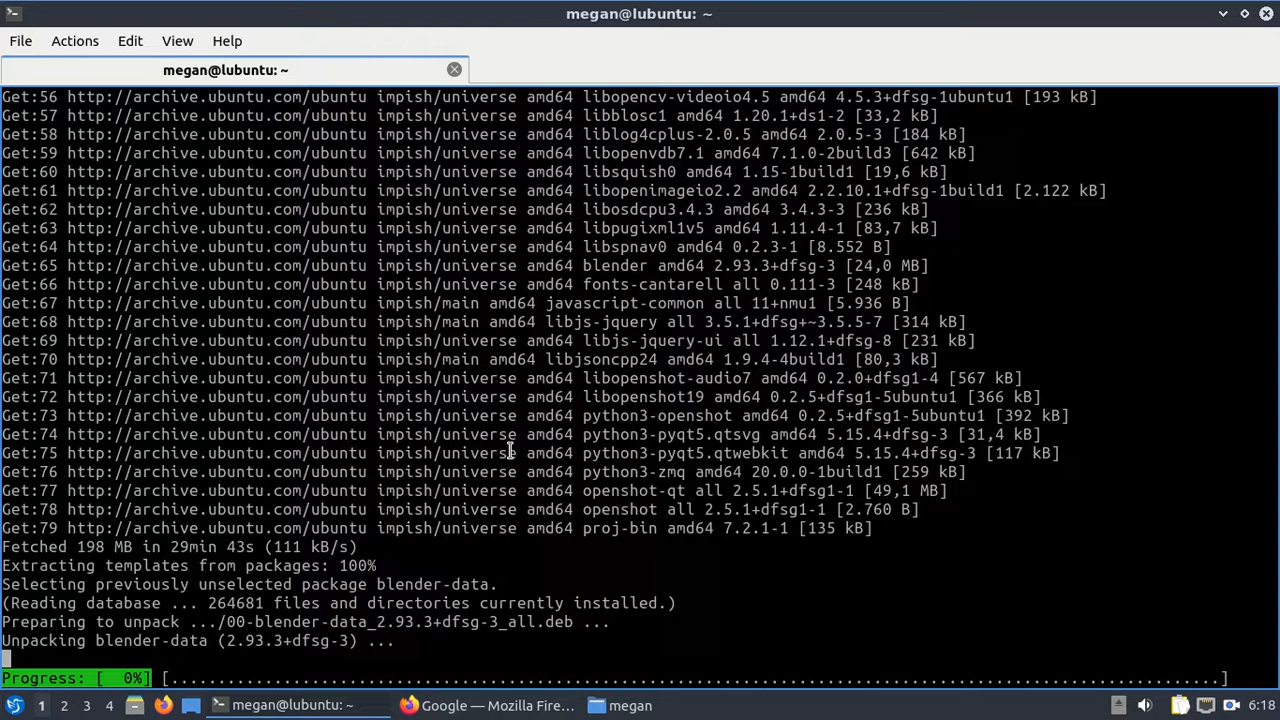 megan@lubuntu: ~
File Actions Edit View Help
megan@lubuntu: ~
Get:56 http://archive.ubuntu.com/ubuntu impish/universe amd64 libopencv-videoio4.5 amd64 4.5.3+dfsg-1ubuntu1 [193 kB]
Get:57 http://archive.ubuntu.com/ubuntu impish/universe amd64 libblosc1 amd64 1.20.1+ds1-2 [33,2 kB]
Get:58 http://archive.ubuntu.com/ubuntu impish/universe amd64 liblog4cplus-2.0.5 amd64 2.0.5-3 [184 kB]
Get:59 http://archive.ubuntu.com/ubuntu impish/universe amd64 libopenvdb7.1 amd64 7.1.0-2build3 [642 kB]
Get:60 http://archive.ubuntu.com/ubuntu impish/universe amd64 libsquish0 amd64 1.15-1build1 [19,6 kB]
Get:61 http://archive.ubuntu.com/ubuntu impish/universe amd64 libopenimageio2.2 amd64 2.2.10.1+dfsg-1build1 [2.122 kB]
Get:62 http://archive.ubuntu.com/ubuntu impish/universe amd64 libosdcpu3.4.3 amd64 3.4.3-3 [236 kB]
Get:63 http://archive.ubuntu.com/ubuntu impish/universe amd64 libpugixml1v5 amd64 1.11.4-1 [83,7 kB]
Get:64 http://archive.ubuntu.com/ubuntu impish/universe amd64 libspnav0 amd64 0.2.3-1 [8.552 B]
Get:65 http://archive.ubuntu.com/ubuntu impish/universe amd64 blender amd64 2.93.3+dfsg-3 [24,0 MB]
Get:66 http://archive.ubuntu.com/ubuntu impish/universe amd64 fonts-cantarell all 0.111-3 [248 kB]
Get:67 http://archive.ubuntu.com/ubuntu impish/main amd64 javascript-common all 11+nmu1 [5.936 B]
Get:68 http://archive.ubuntu.com/ubuntu impish/main amd64 libjs-jquery all 3.5.1+dfsg+~3.5.5-7 [314 kB]
Get:69 http://archive.ubuntu.com/ubuntu impish/universe amd64 libjs-jquery-ui all 1.12.1+dfsg-8 [231 kB]
Get:70 http://archive.ubuntu.com/ubuntu impish/main amd64 libjsoncpp24 amd64 1.9.4-4build1 [80,3 kB]
Get:71 http://archive.ubuntu.com/ubuntu impish/universe amd64 libopenshot-audio7 amd64 0.2.0+dfsg1-4 [567 kB]
Get:72 http://archive.ubuntu.com/ubuntu impish/universe amd64 libopenshot19 amd64 0.2.5+dfsg1-5ubuntu1 [366 kB]
Get:73 http://archive.ubuntu.com/ubuntu impish/universe amd64 python3-openshot amd64 0.2.5+dfsg1-5ubuntu1 [392 kB]
Get:74 http://archive.ubuntu.com/ubuntu impish/universe amd64 python3-pyqt5.qtsvg amd64 5.15.4+dfsg-3 [31,4 kB]
Get:75 http://archive.ubuntu.com/ubuntu impish/universe amd64 python3-pyqt5.qtwebkit amd64 5.15.4+dfsg-3 [117 kB]
Get:76 http://archive.ubuntu.com/ubuntu impish/universe amd64 python3-zmq amd64 20.0.0-1build1 [259 kB]
Get:77 http://archive.ubuntu.com/ubuntu impish/universe amd64 openshot-qt all 2.5.1+dfsg1-1 [49,1 MB]
Get:78 http://archive.ubuntu.com/ubuntu impish/universe amd64 openshot all 2.5.1+dfsg1-1 [2.760 B]
Get:79 http://archive.ubuntu.com/ubuntu impish/universe amd64 proj-bin amd64 7.2.1-1 [135 kB]
Fetched 198 MB in 29min 43s (111 kB/s)
Extracting templates from packages: 100%
Selecting previously unselected package blender-data.
(Reading database ... 264681 files and directories currently installed.)
Preparing to unpack .../00-blender-data_2.93.3+dfsg-3_all.deb ...
Unpacking blender-data (2.93.3+dfsg-3) ...
Progress: [  0%] [..................................................................................................................]
1 2 3 4 megan@lubuntu: ~ Google — Mozilla Fire... megan 6:18